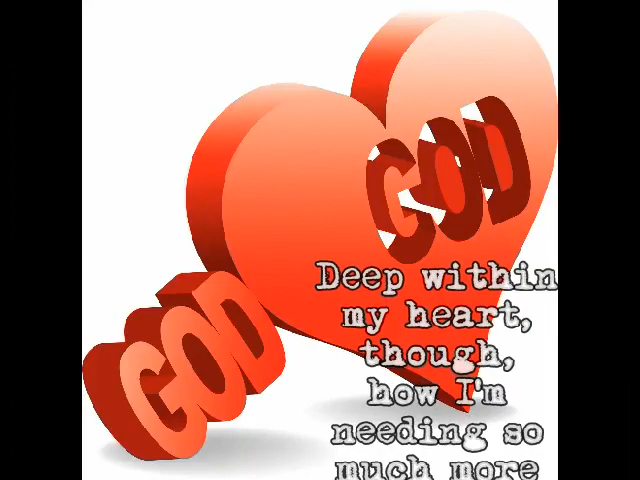 GOD
GOD
Deep within
my heart,
though,
how I'm
needing so
much more